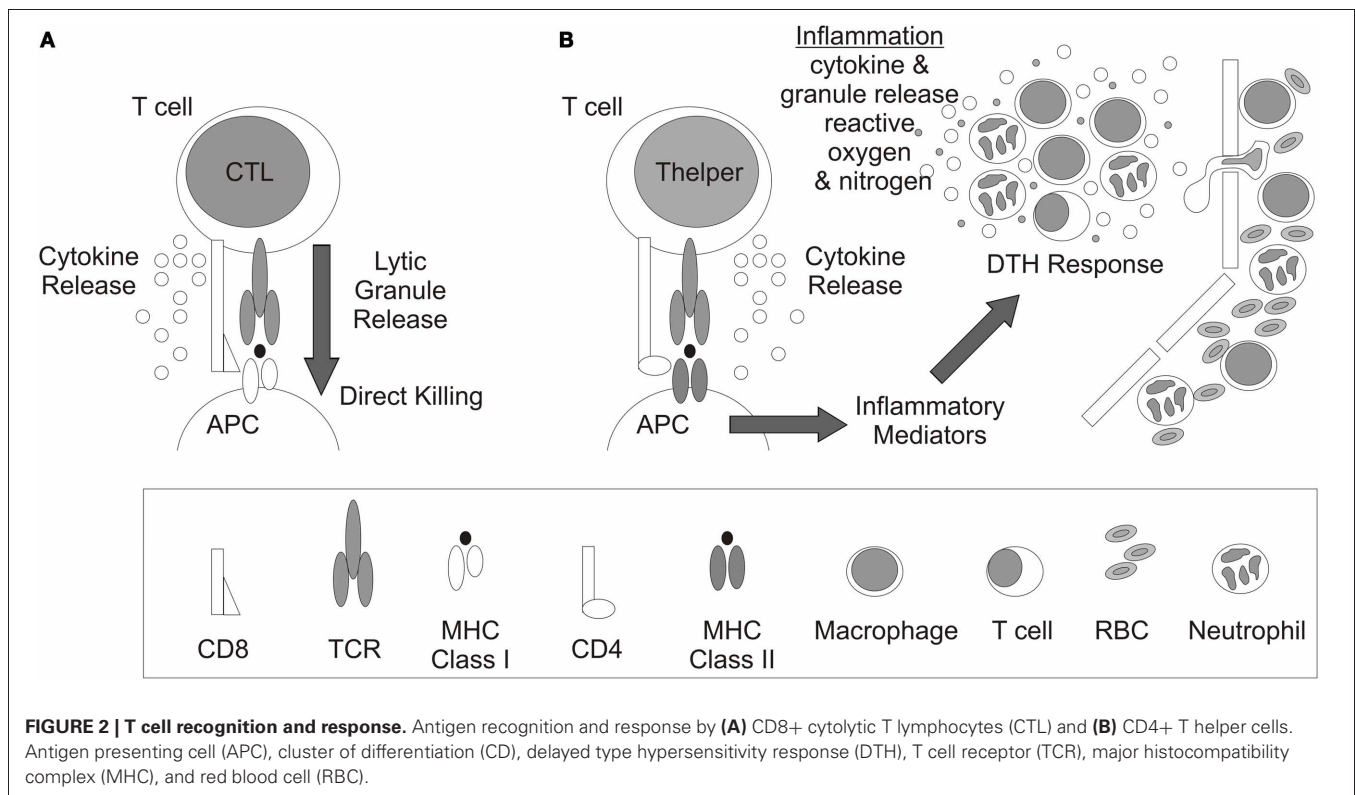 A
T cell
CTL
Cytokine
Release
Lytic
Granule
Release
Direct Killing
APC
B
T cell
Thelper
Cytokine
Release
APC
Inflammatory
Mediators
Inflammation
cytokine &
granule release
reactive
oxygen
& nitrogen
DTH Response
CD8
TCR
MHC
Class I
CD4
MHC
Class II
Macrophage
T cell
RBC
Neutrophil
FIGURE 2 | T cell recognition and response. Antigen recognition and response by (A) CD8+ cytolytic T lymphocytes (CTL) and (B) CD4+ T helper cells.
Antigen presenting cell (APC), cluster of differentiation (CD), delayed type hypersensitivity response (DTH), T cell receptor (TCR), major histocompatibility
complex (MHC), and red blood cell (RBC).